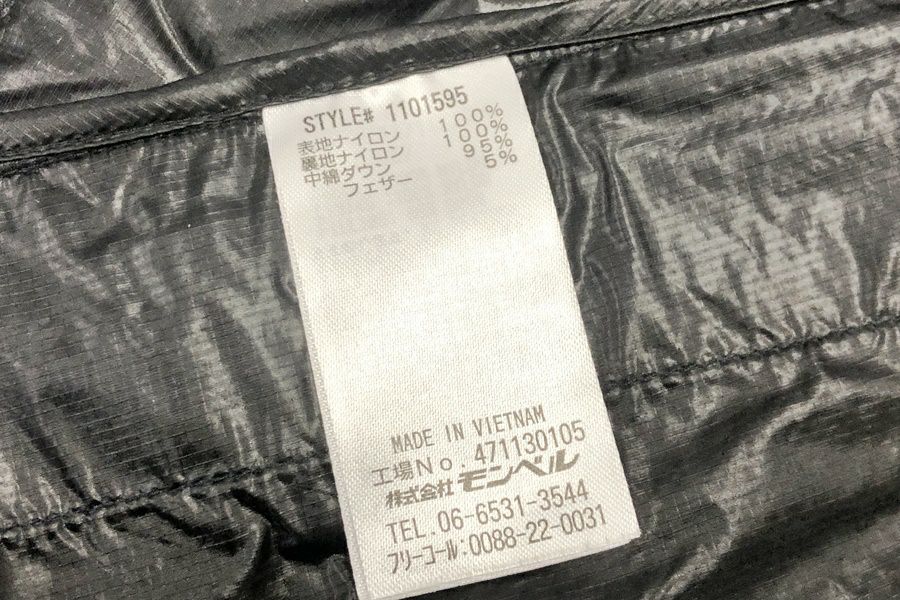 STYLE# 1101595
表地ナイロン 100%
裏地ナイロン 100%
中綿ダウン 95%
フェザー 5%
MADE IN VIETNAM
工場No. 471130105
株式会社モンベル
TEL. 06-6531-3544
フリーコール:0088-22-0031